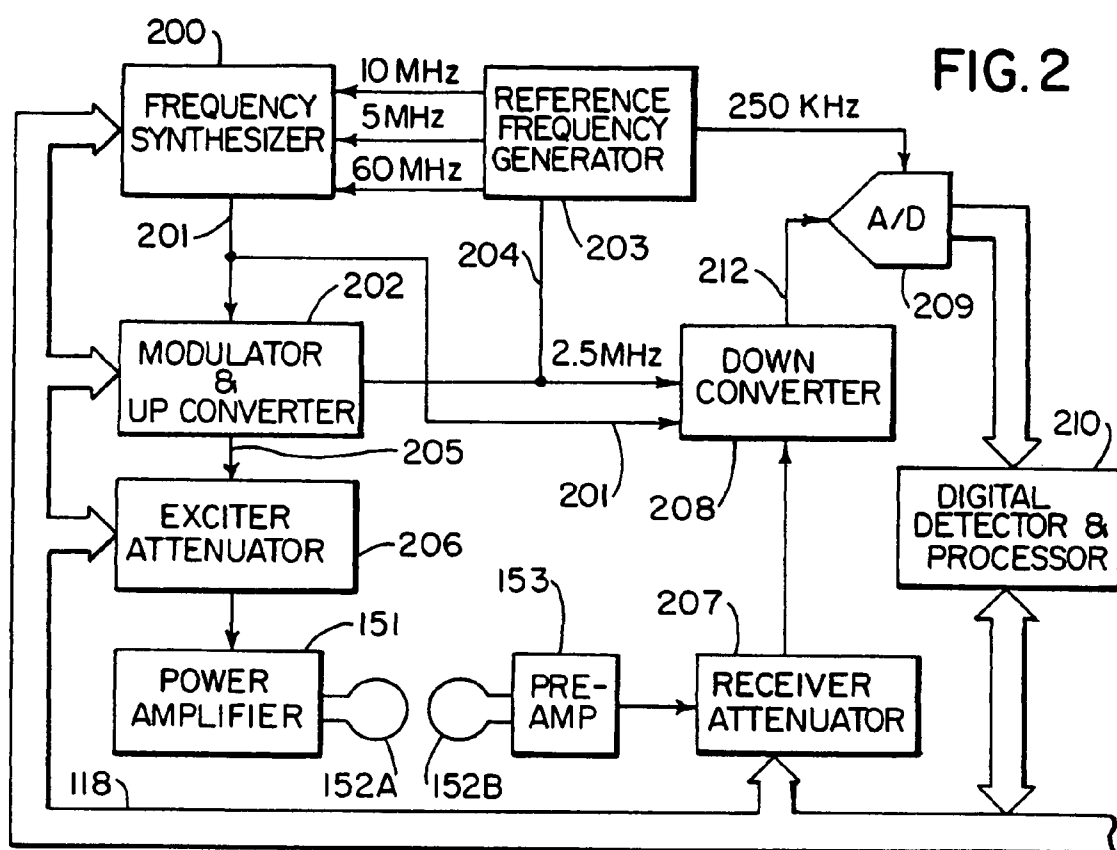 FIG. 2
200
FREQUENCY
SYNTHESIZER
10 MHz
5 MHz
60 MHz
REFERENCE
FREQUENCY
GENERATOR
250 KHz
A/D
201
204
203
212
209
202
MODULATOR
&
UP CONVERTER
2.5MHz
DOWN
CONVERTER
205
201
208
210
EXCITER
ATTENUATOR
206
DIGITAL
DETECTOR &
PROCESSOR
153
207
151
POWER
AMPLIFIER
PRE-
AMP
RECEIVER
ATTENUATOR
118
152A
152B